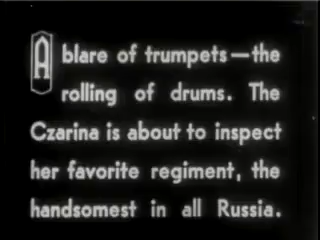 A blare of trumpets—the
rolling of drums. The
Czarina is about to inspect
her favorite regiment, the
handsomest in all Russia.